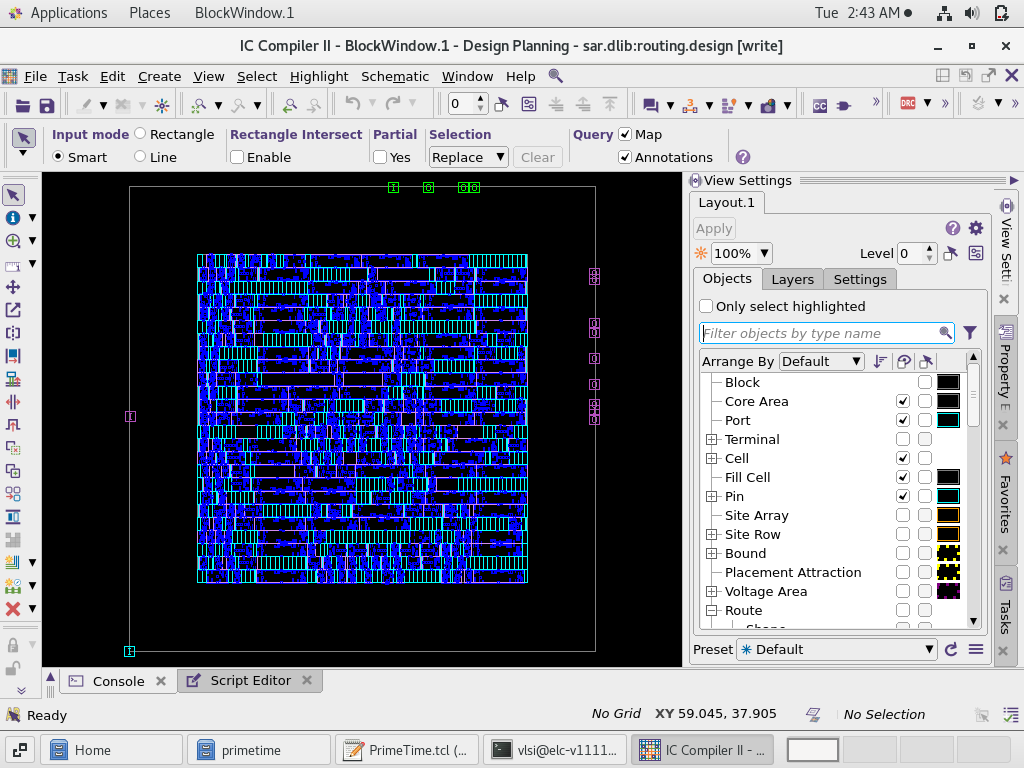 Applications Places BlockWindow.1 Tue 2:43 AM
IC Compiler II - BlockWindow.1 - Design Planning - sar.dlib:routing.design [write]
File Task Edit Create View Select Highlight Schematic Window Help
0
CC DRC
Input mode Rectangle Rectangle Intersect Partial Selection Query Map
Smart Line Enable Yes Replace Clear Annotations
View Settings
Layout.1
Apply
100% Level 0
Objects Layers Settings
Only select highlighted
Filter objects by type name
Arrange By Default
Block
Core Area
Port
Terminal
Cell
Fill Cell
Pin
Site Array
Site Row
Bound
Placement Attraction
Voltage Area
Route
Shape
Preset Default
View Settings
Property E
Favorites
Tasks
Console Script Editor
Ready No Grid XY 59.045, 37.905 No Selection
Home primetime PrimeTime.tcl (... vlsi@elc-v1111... IC Compiler II - ...